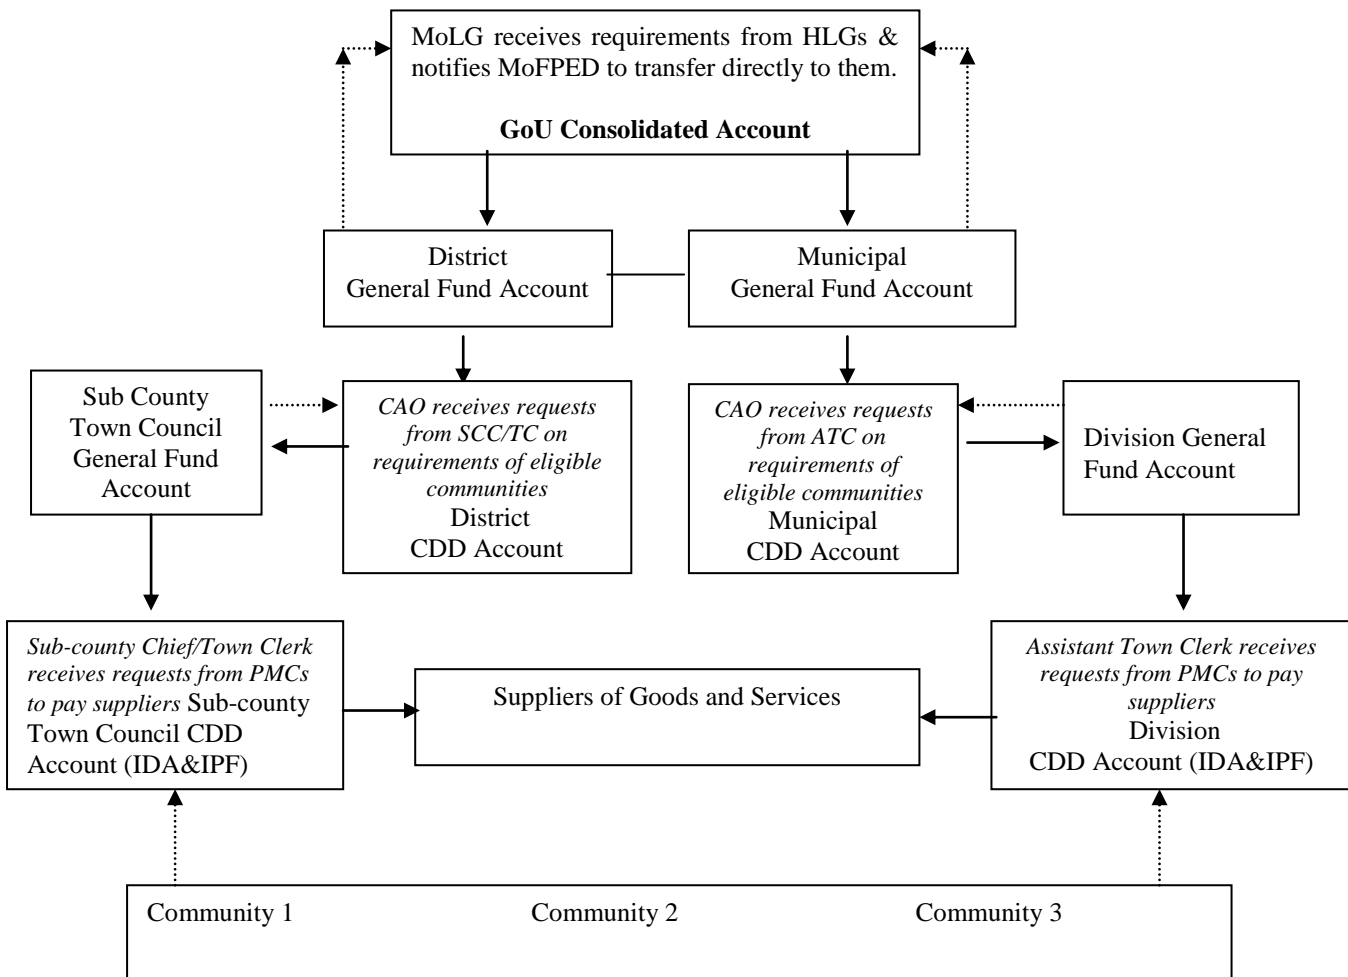 MoLG receives requirements from HLGs &
notifies MoFPED to transfer directly to them.
GoU Consolidated Account
District
General Fund Account
Municipal
General Fund Account
Sub County
Town Council
General Fund
Account
CAO receives requests
from SCC/TC on
requirements of eligible
communities
District
CDD Account
CAO receives requests
from ATC on
requirements of
eligible communities
Municipal
CDD Account
Division General
Fund Account
Sub-county Chief/Town Clerk
receives requests from PMCs
to pay suppliers Sub-county
Town Council CDD
Account (IDA&IPF)
Suppliers of Goods and Services
Assistant Town Clerk receives
requests from PMCs to pay
suppliers
Division
CDD Account (IDA&IPF)
Community 1
Community 2
Community 3